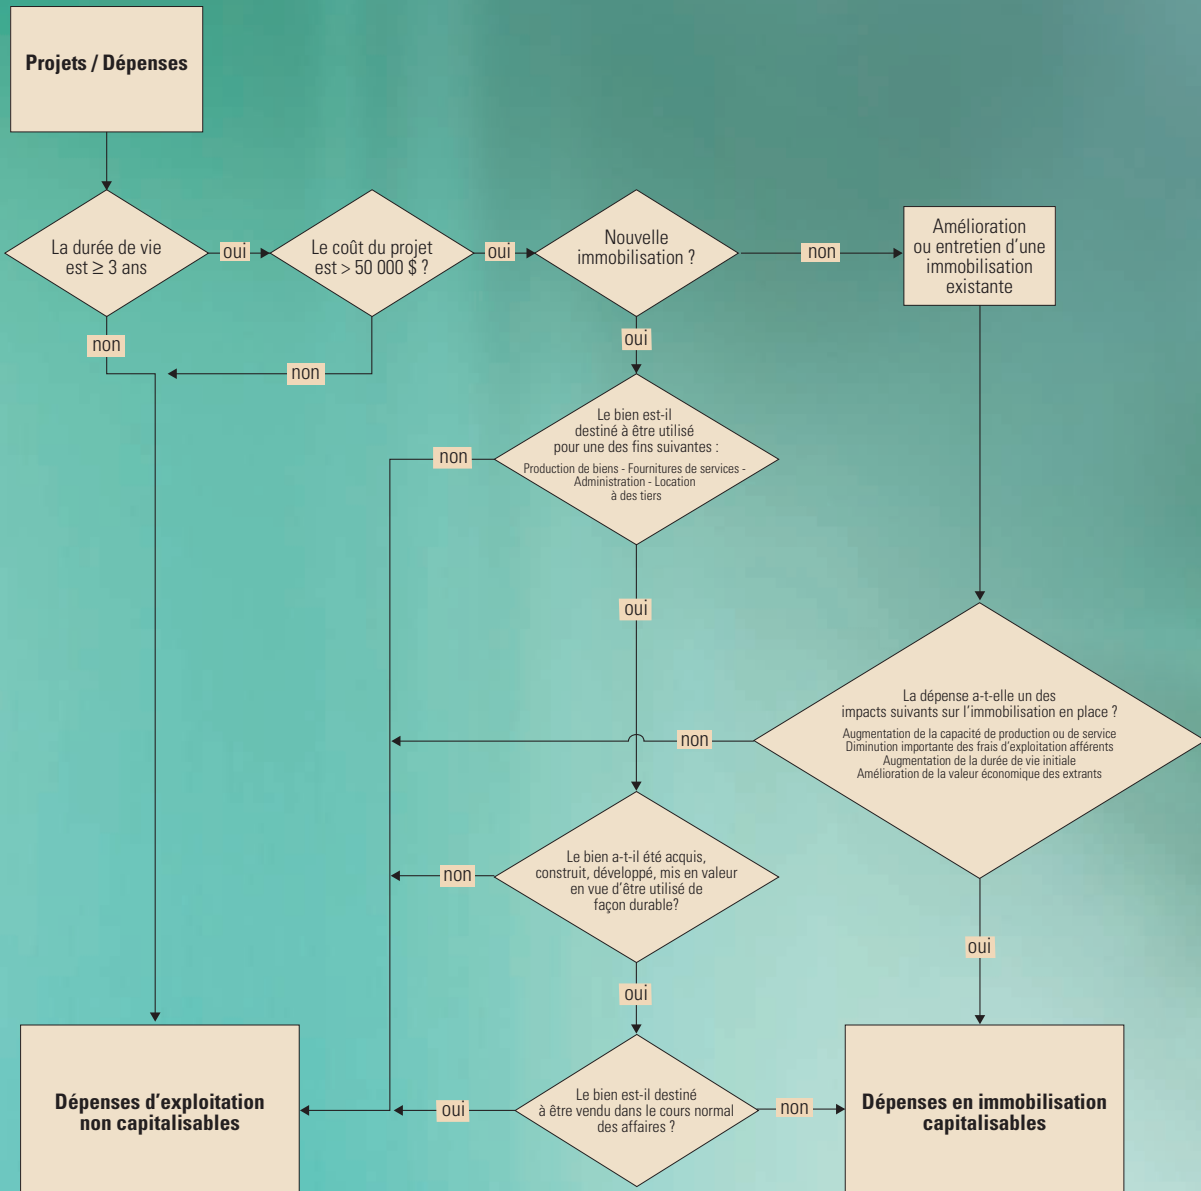 Projets / Dépenses
La durée de vie
est ≥ 3 ans
oui
Le coût du projet
est > 50 000 $ ?
oui
Nouvelle
immobilisation ?
non
Amélioration
ou entretien d'une
immobilisation
existante
non
non
oui
Le bien est-il
destiné à être utilisé
pour une des fins suivantes :
Production de biens - Fournitures de services -
Administration - Location
à des tiers
non
oui
La dépense a-t-elle un des
impacts suivants sur l'immobilisation en place ?
Augmentation de la capacité de production ou de service
Diminution importante des frais d'exploitation afférents
Augmentation de la durée de vie initiale
Amélioration de la valeur économique des extrants
non
Le bien a-t-il été acquis,
construit, développé, mis en valeur
en vue d'être utilisé de
façon durable?
non
oui
oui
Dépenses d'exploitation
non capitalisables
oui
Le bien est-il destiné
à être vendu dans le cours normal
des affaires ?
non
Dépenses en immobilisation
capitalisables